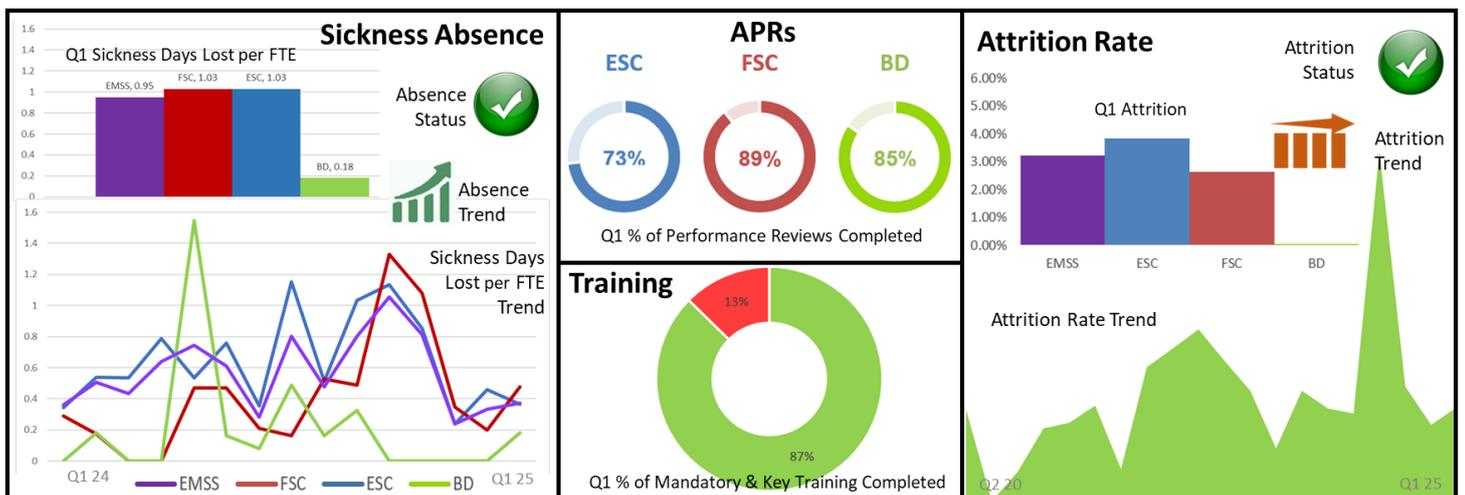 Sickness Absence
Q1 Sickness Days Lost per FTE
1.6
1.4
1.2
1
0.8
0.6
0.4
0.2
0
EMSS, 0.95
FSC, 1.03
ESC, 1.03
BD, 0.18
Absence
Status
Absence
Trend
Sickness Days
Lost per FTE
Trend
1.6
1.4
1.2
1
0.8
0.6
0.4
0.2
0
Q1 24
Q1 25
EMSS
FSC
ESC
BD
APRs
ESC
FSC
BD
73%
89%
85%
Q1 % of Performance Reviews Completed
Training
13%
87%
Q1 % of Mandatory & Key Training Completed
Attrition Rate
Attrition
Status
6.00%
5.00%
4.00%
3.00%
2.00%
1.00%
0.00%
Q1 Attrition
Attrition
Trend
EMSS
ESC
FSC
BD
Attrition Rate Trend
Q2 20
Q1 25